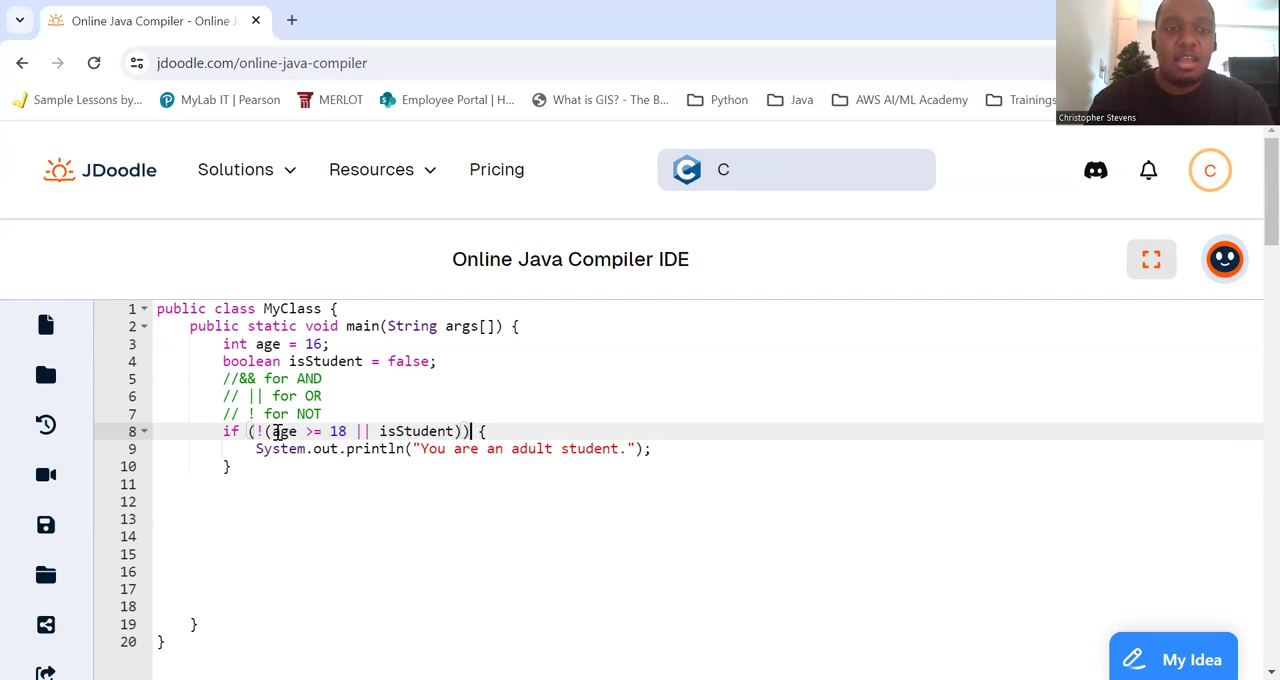 Online Java Compiler - Online J
jdoodle.com/online-java-compiler
Sample Lessons by... MyLab IT | Pearson MERLOT Employee Portal | H... What is GIS? - The B... Python Java AWS AI/ML Academy Trainings
Christopher Stevens
JDoodle Solutions Resources Pricing C C
Online Java Compiler IDE
1 public class MyClass {
2 public static void main(String args[]) {
3 int age = 16;
4 boolean isStudent = false;
5 //&& for AND
6 // || for OR
7 // ! for NOT
8 if (!(age >= 18 || isStudent)) {
9 System.out.println("You are an adult student.");
10 }
11
12
13
14
15
16
17
18
19 }
20 }
My Idea